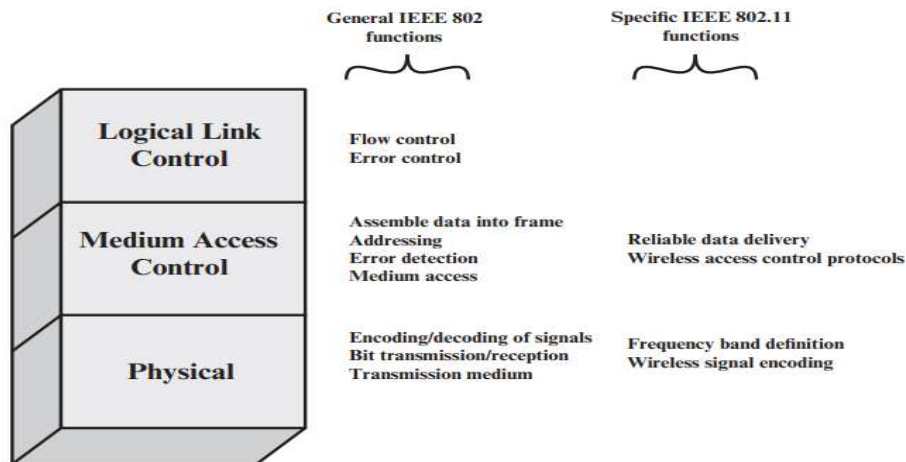 General IEEE 802
functions
Specific IEEE 802.11
functions
Logical Link
Control
Flow control
Error control
Medium Access
Control
Assemble data into frame
Addressing
Error detection
Medium access
Reliable data delivery
Wireless access control protocols
Physical
Encoding/decoding of signals
Bit transmission/reception
Transmission medium
Frequency band definition
Wireless signal encoding